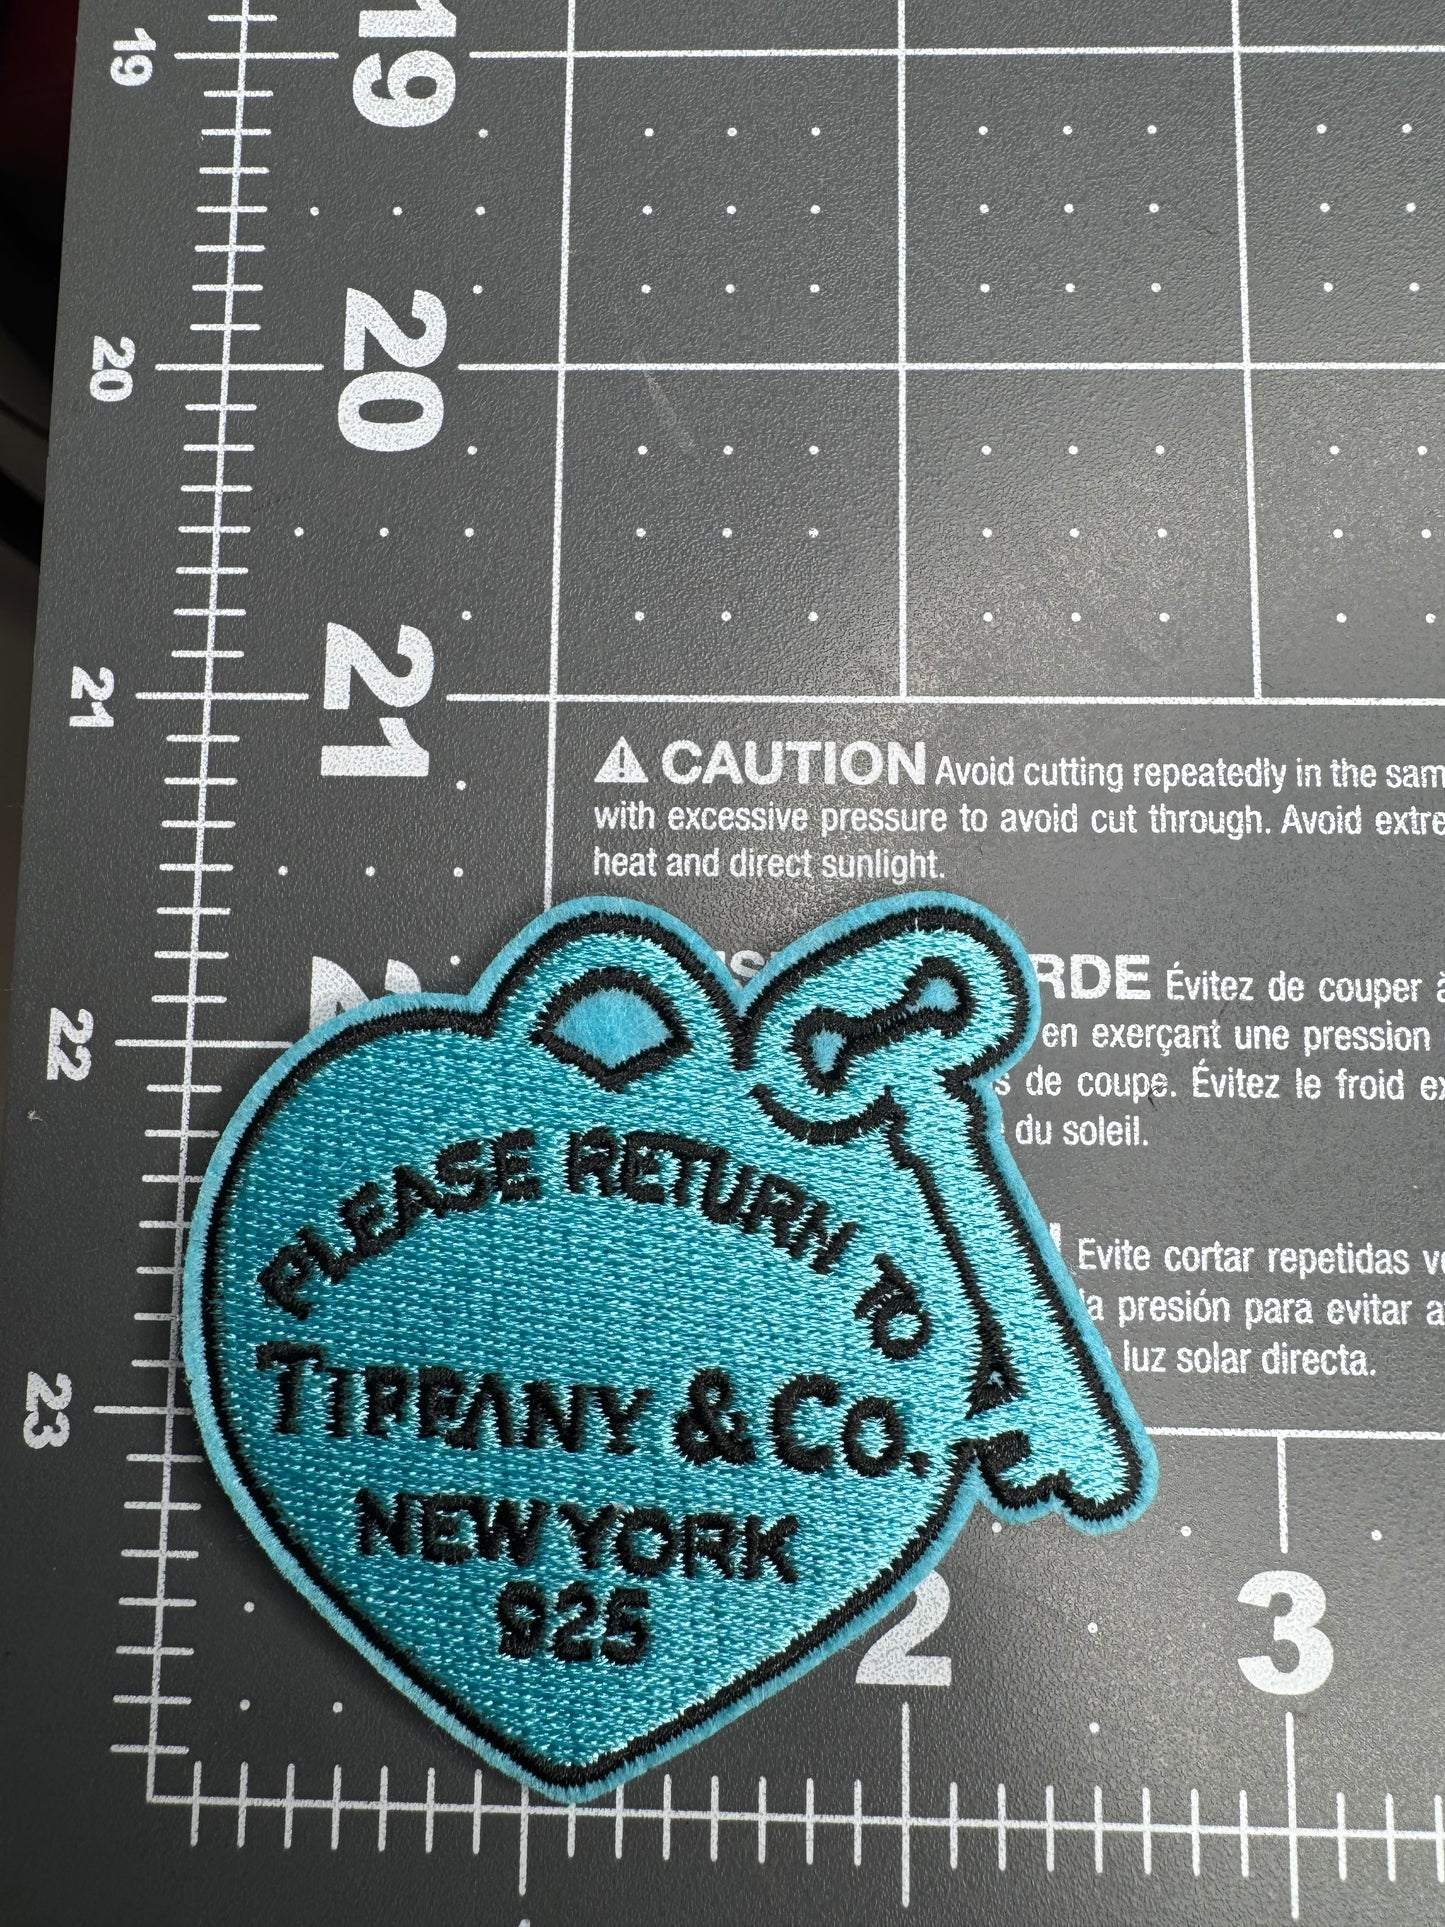 19
19
20
20
21
21
CAUTION Avoid cutting repeatedly in the sam
with excessive pressure to avoid cut through. Avoid extre
heat and direct sunlight.
RDE Évitez de couper à
22
en exerçant une pression
de coupe. Évitez le froid ex
du soleil.
PLEASE RETURN TO
TIFFANY & CO.
NEW YORK
925
Evite cortar repetidas
la presión para evitar a
luz solar directa.
23
2
3